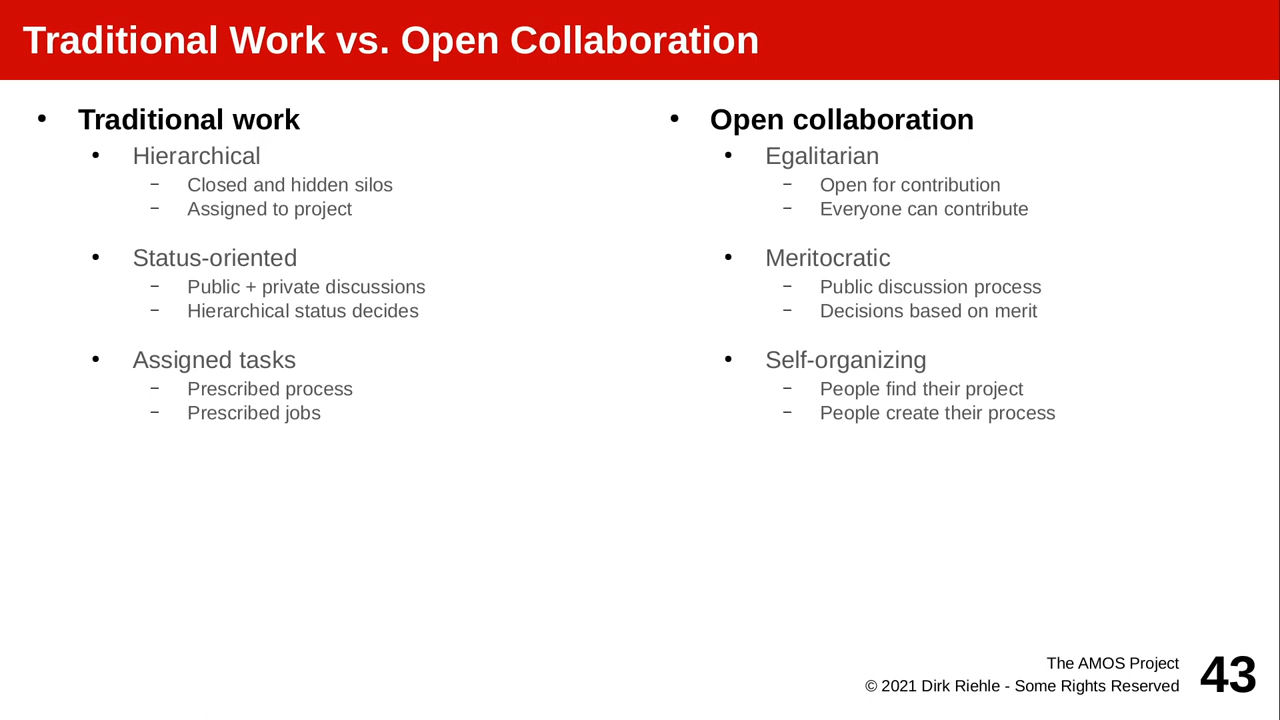 Traditional Work vs. Open Collaboration
• Traditional work
• Hierarchical
– Closed and hidden silos
– Assigned to project
• Status-oriented
– Public + private discussions
– Hierarchical status decides
• Assigned tasks
– Prescribed process
– Prescribed jobs
• Open collaboration
• Egalitarian
– Open for contribution
– Everyone can contribute
• Meritocratic
– Public discussion process
– Decisions based on merit
• Self-organizing
– People find their project
– People create their process
The AMOS Project
© 2021 Dirk Riehle - Some Rights Reserved
43